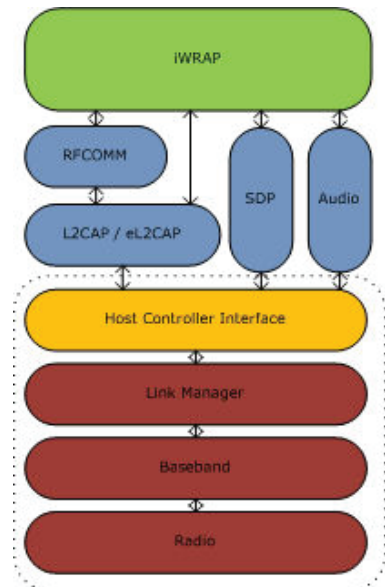 iWRAP
RFCOMM
SDP
Audio
L2CAP / eL2CAP
Host Controller Interface
Link Manager
Baseband
Radio